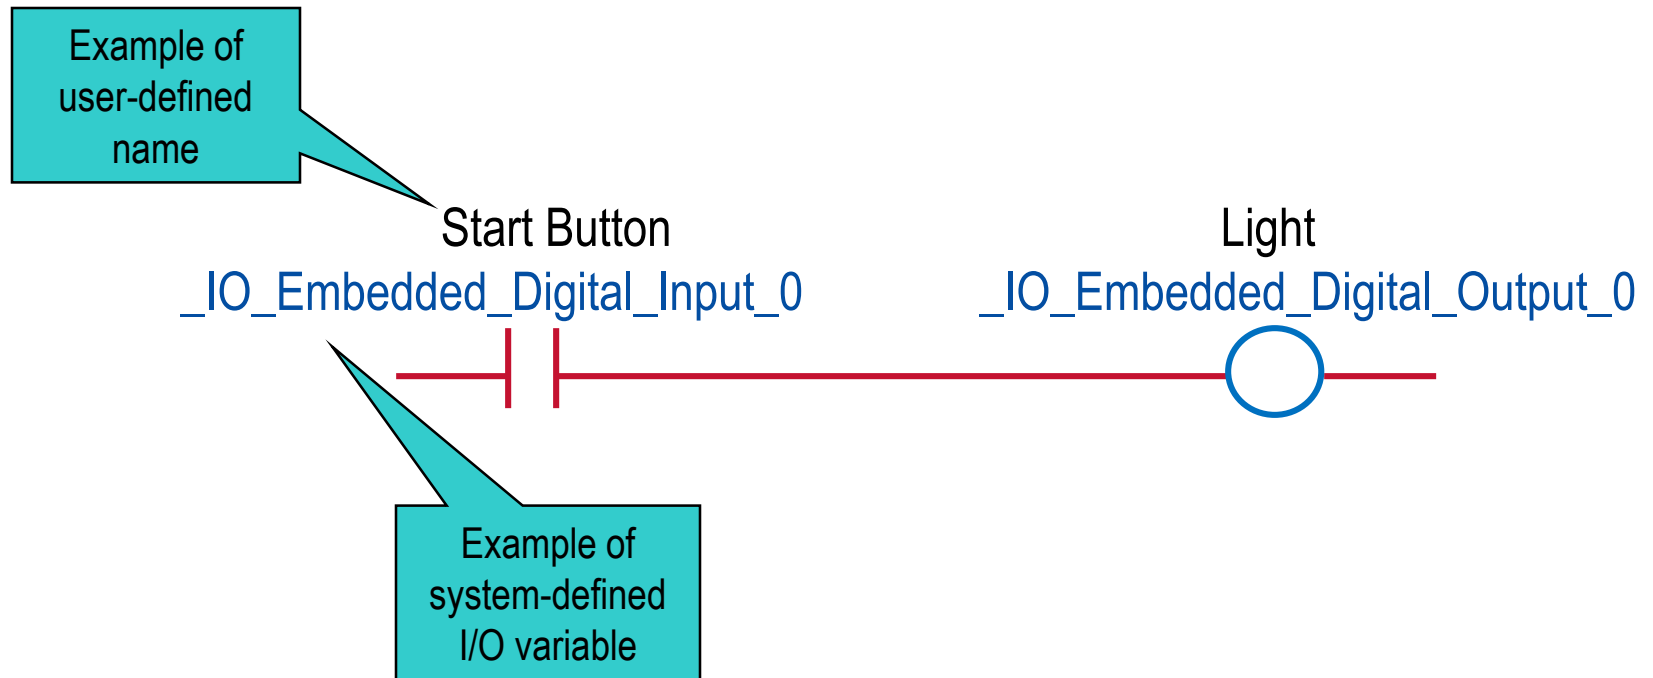 Example of
user-defined
name
Start Button
Light
_IO_Embedded_Digital_Input_0
_IO_Embedded_Digital_Output_0
Example of
system-defined
I/O variable